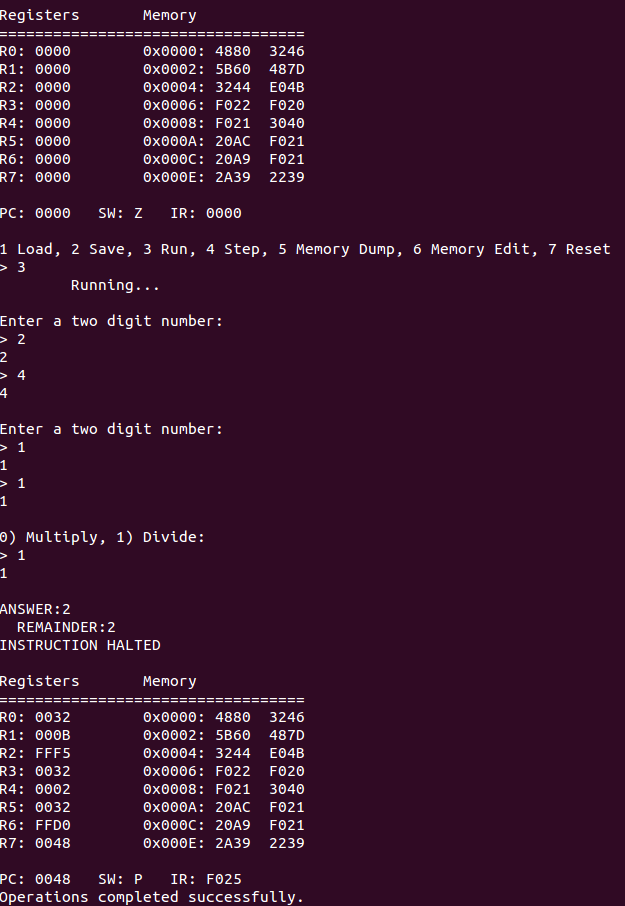 Registers       Memory
==================================
R0: 0000        0x0000: 4880  3246
R1: 0000        0x0002: 5B60  487D
R2: 0000        0x0004: 3244  E04B
R3: 0000        0x0006: F022  F020
R4: 0000        0x0008: F021  3040
R5: 0000        0x000A: 20AC  F021
R6: 0000        0x000C: 20A9  F021
R7: 0000        0x000E: 2A39  2239
PC: 0000   SW: Z   IR: 0000
1 Load, 2 Save, 3 Run, 4 Step, 5 Memory Dump, 6 Memory Edit, 7 Reset
> 3
        Running...
Enter a two digit number:
> 2
2
> 4
4
Enter a two digit number:
> 1
1
> 1
1
0) Multiply, 1) Divide:
> 1
1
ANSWER:2
  REMAINDER:2
INSTRUCTION HALTED
Registers       Memory
==================================
R0: 0032        0x0000: 4880  3246
R1: 000B        0x0002: 5B60  487D
R2: FFF5        0x0004: 3244  E04B
R3: 0032        0x0006: F022  F020
R4: 0002        0x0008: F021  3040
R5: 0032        0x000A: 20AC  F021
R6: FFD0        0x000C: 20A9  F021
R7: 0048        0x000E: 2A39  2239
PC: 0048   SW: P   IR: F025
Operations completed successfully.